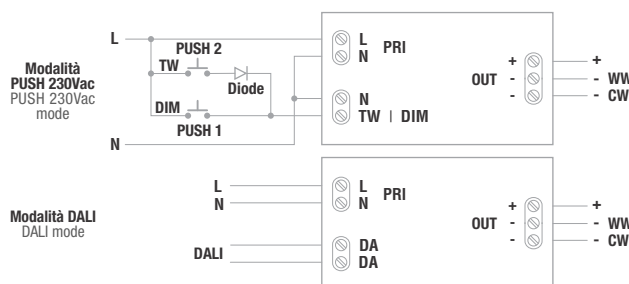 L
PUSH 2
TW
Diode
DIM
PUSH 1
N
Modalità
PUSH 230Vac
PUSH 230Vac
mode
L
PRI
N
N
TW | DIM
+ +
OUT - - WW
- - CW
Modalità DALI
DALI mode
L
N
DALI
L
PRI
N
DA
DA
+ +
OUT - - WW
- - CW